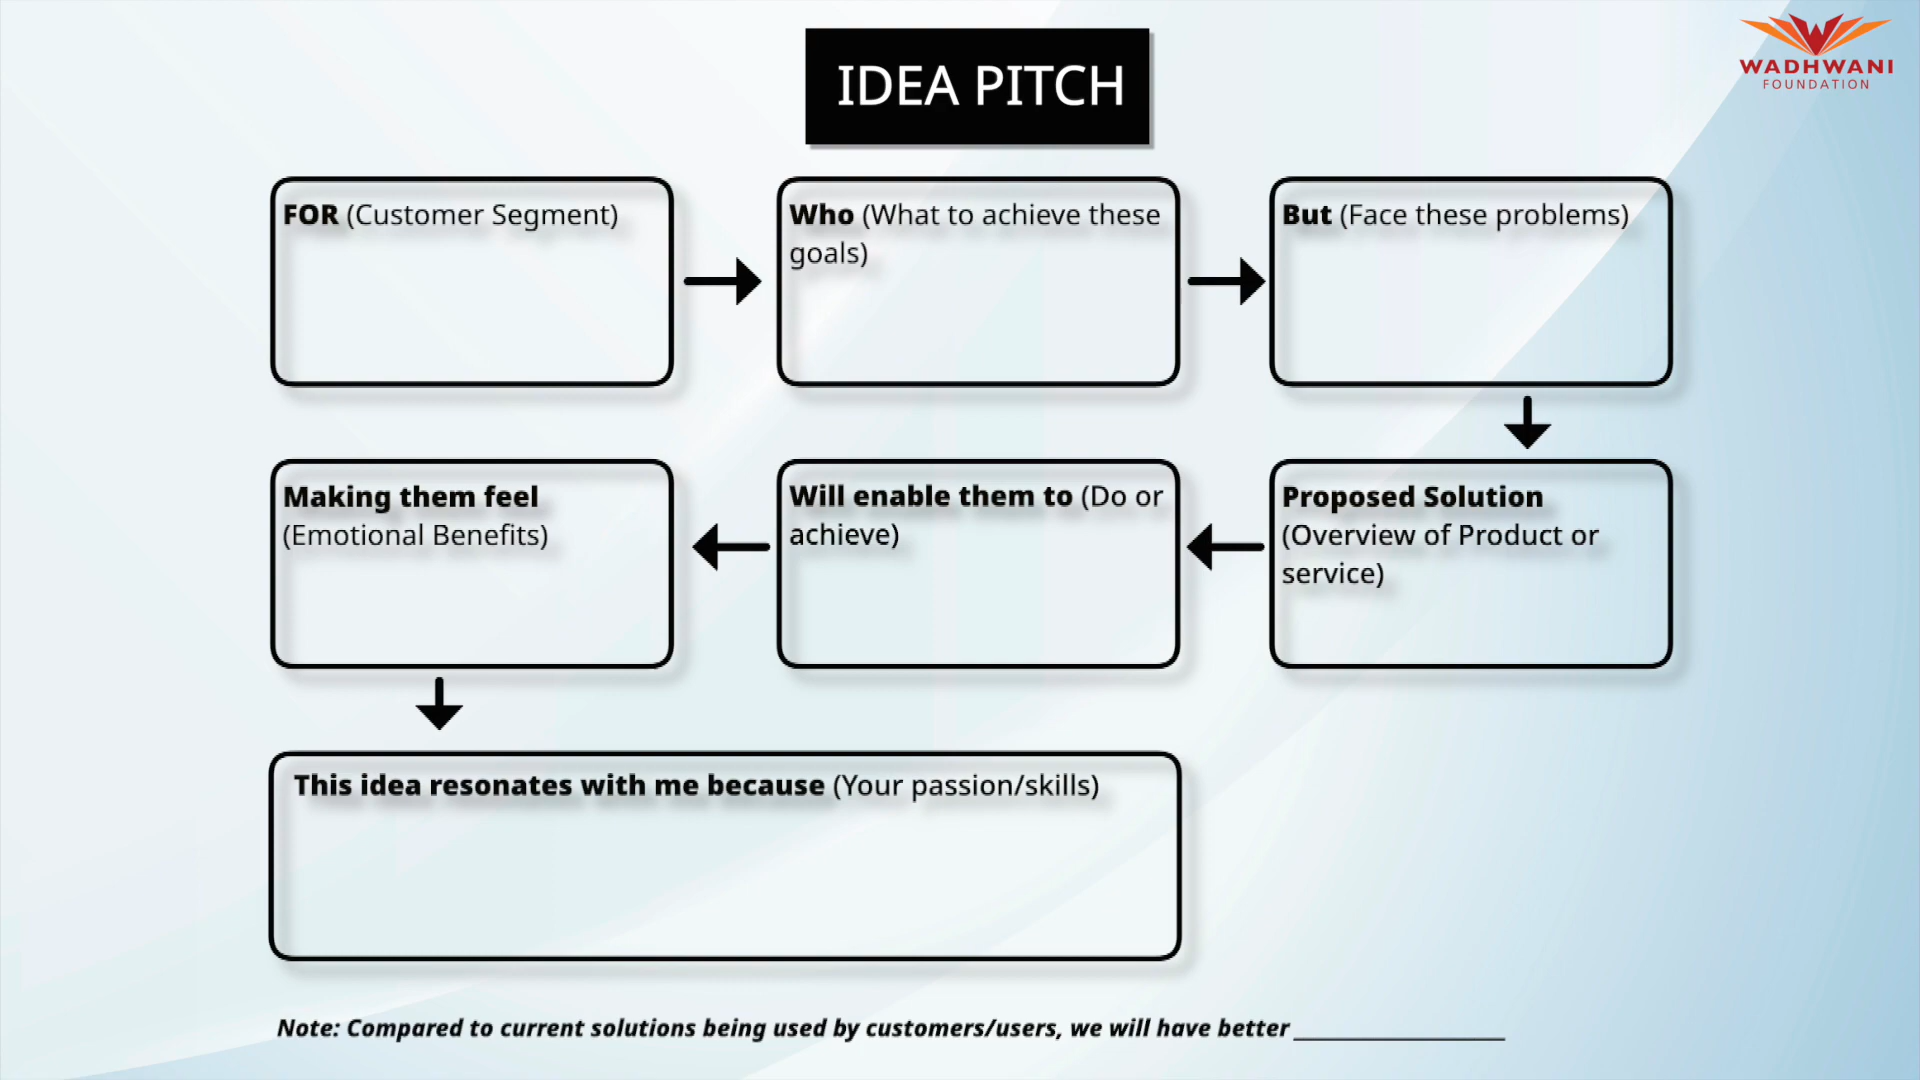 IDEA PITCH
WADHWANI
FOUNDATION
FOR (Customer Segment)
Who (What to achieve these
goals)
But (Face these problems)
Proposed Solution
(Overview of Product or
service)
Will enable them to (Do or
achieve)
Making them feel
(Emotional Benefits)
This idea resonates with me because (Your passion/skills)
Note: Compared to current solutions being used by customers/users, we will have better _________________